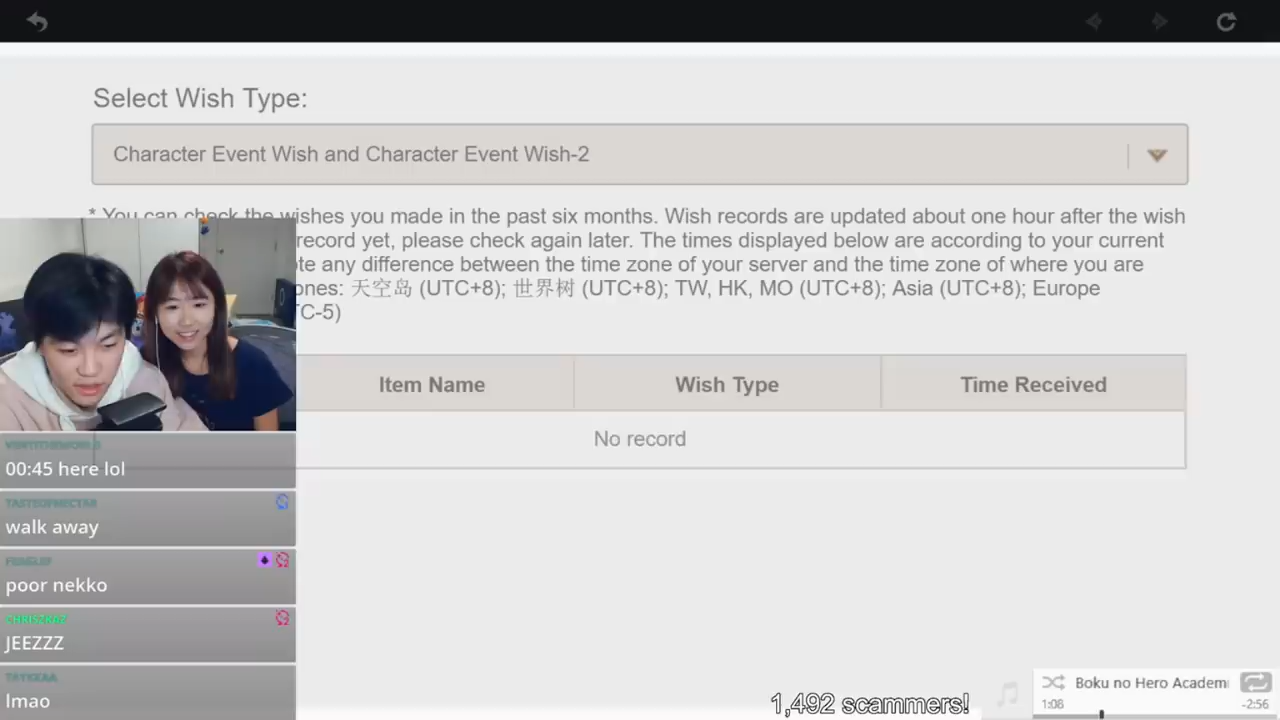 Select Wish Type:
Character Event Wish and Character Event Wish-2
* You can check the wishes you made in the past six months. Wish records are updated about one hour after the wish
record yet, please check again later. The times displayed below are according to your current
te any difference between the time zone of your server and the time zone of where you are
ones: 天空岛 (UTC+8); 世界树 (UTC+8); TW, HK, MO (UTC+8); Asia (UTC+8); Europe
TC-5)
Item Name
Wish Type
Time Received
No record
00:45 here lol
walk away
poor nekko
JEEZZZ
lmao
1,492 scammers!
Boku no Hero Academ
1:08
-2:56